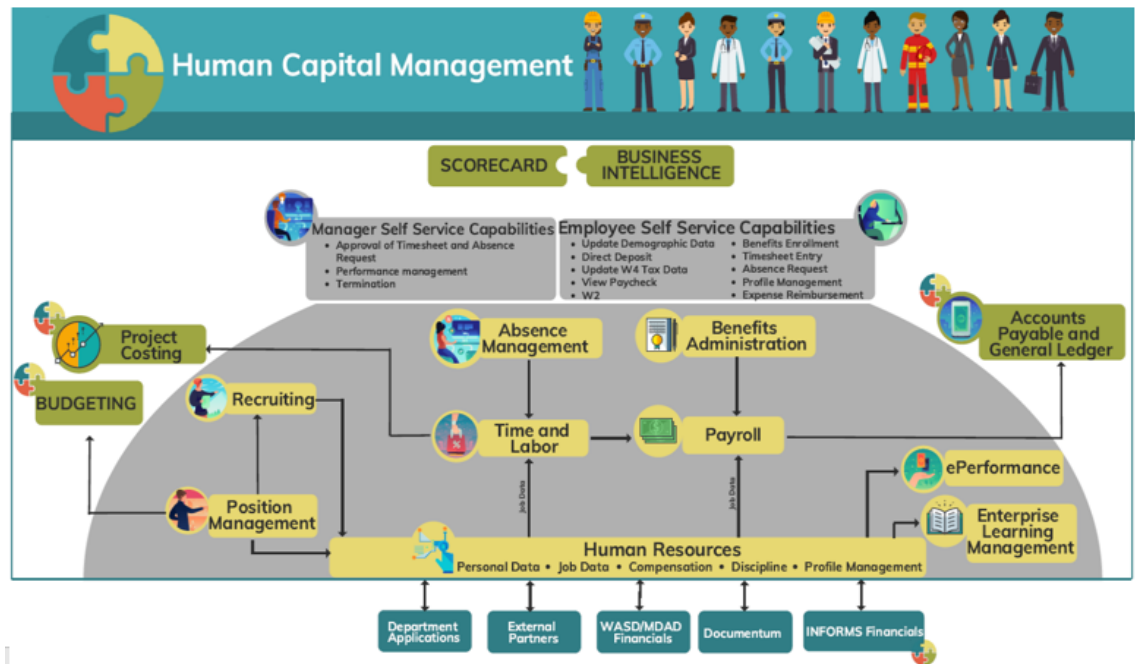 Human Capital Management
SCORECARD
BUSINESS
INTELLIGENCE
Manager Self Service Capabilities
• Approval of Timesheet and Absence
Request
• Performance management
• Termination
Employee Self Service Capabilities
• Update Demographic Data
• Direct Deposit
• Update W4 Tax Data
• View Paycheck
• W2
• Benefits Enrollment
• Timesheet Entry
• Absence Request
• Profile Management
• Expense Reimbursement
Project
Costing
BUDGETING
Recruiting
Position
Management
Absence
Management
Benefits
Administration
Accounts
Payable and
General Ledger
Time and
Labor
%
Payroll
Job Data
Job Data
ePerformance
Enterprise
Learning
Management
Human Resources
Personal Data • Job Data • Compensation • Discipline • Profile Management
Department
Applications
External
Partners
WASD/MDAD
Financials
Documentum
INFORMS Financials